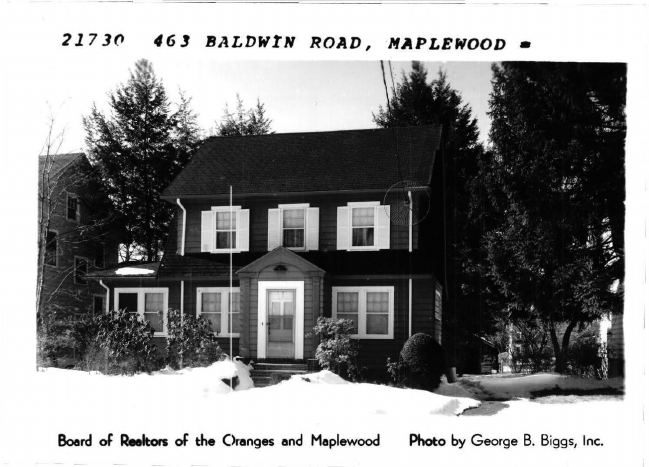 21730 463 BALDWIN ROAD, MAPLEWOOD =
Board of Realtors of the Oranges and Maplewood Photo by George B. Biggs, Inc.